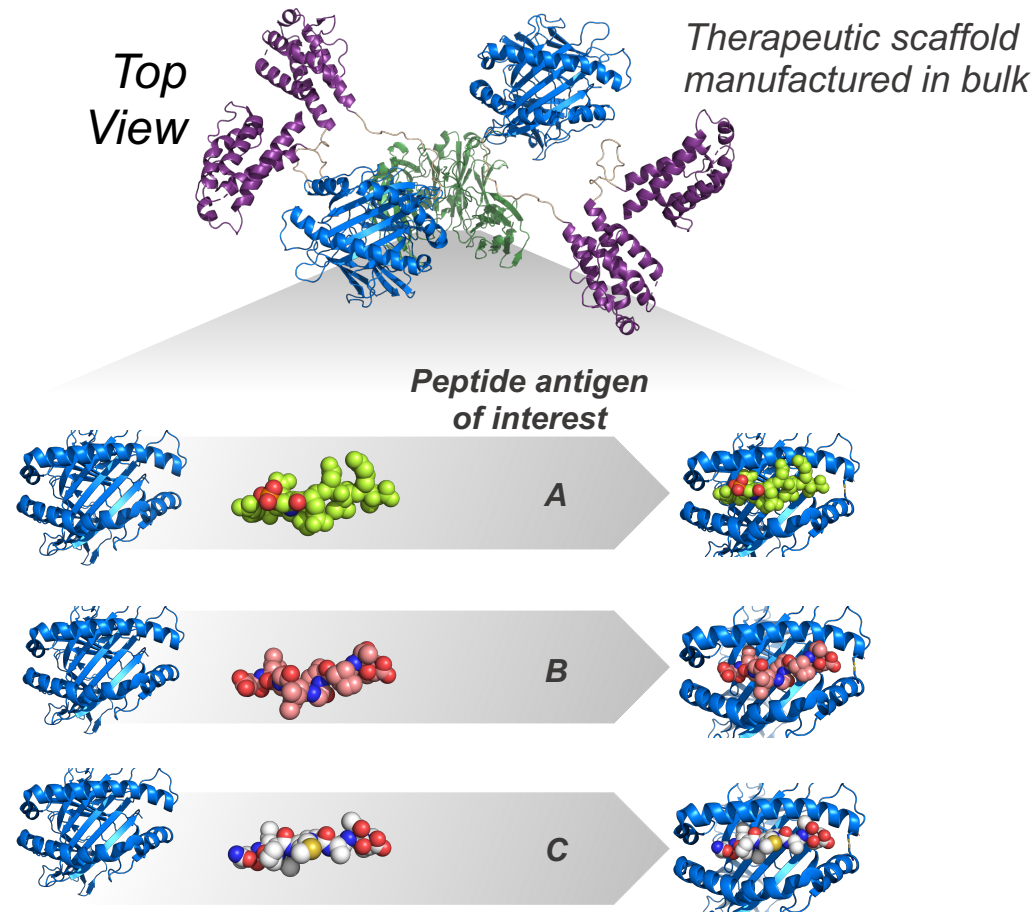 Top
View
Therapeutic scaffold
manufactured in bulk
Peptide antigen
of interest
A
B
C